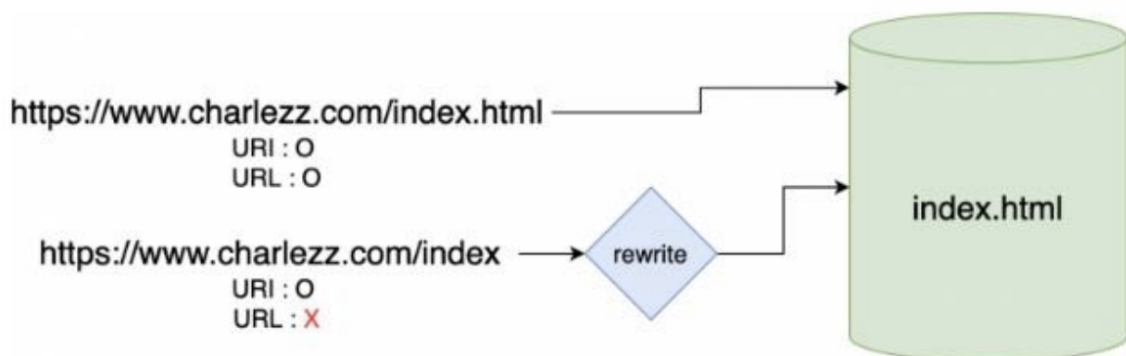 https://www.charlezz.com/index.html
URI : O
URL : O
https://www.charlezz.com/index
URI : O
URL : X
rewrite
index.html